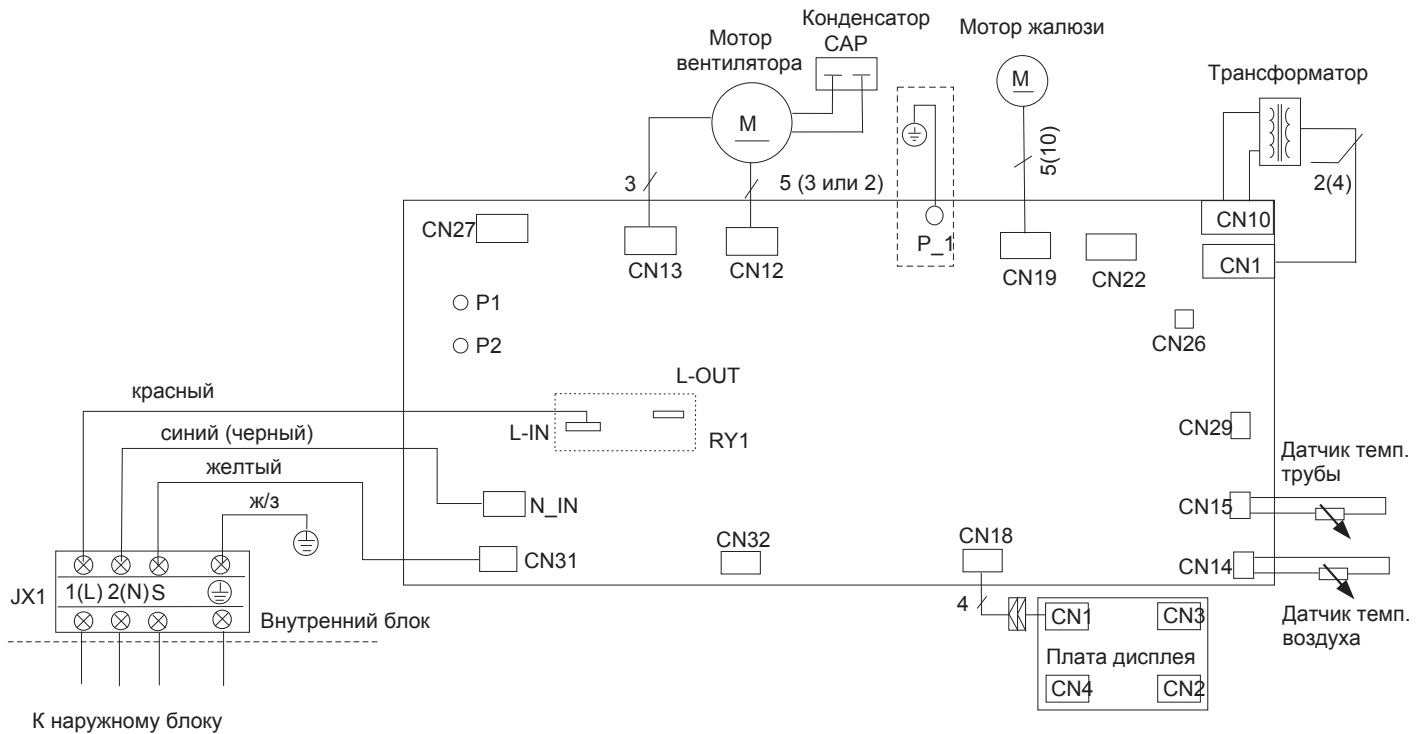 Конденсатор
CAP
Мотор
вентилятора
Мотор жалюзи
Трансформатор
M
M
3
5 (3 или 2)
5(10)
2(4)
CN27
CN13
CN12
P_1
CN19
CN22
CN10
CN1
P1
P2
CN26
L-OUT
красный
L-IN
RY1
CN29
синий (черный)
желтый
ж/з
N_IN
CN15
Датчик темп.
трубы
CN31
CN32
CN18
CN14
JX1
1(L) 2(N) S
Внутренний блок
4
CN1
CN3
Плата дисплея
CN4
CN2
Датчик темп.
воздуха
К наружному блоку